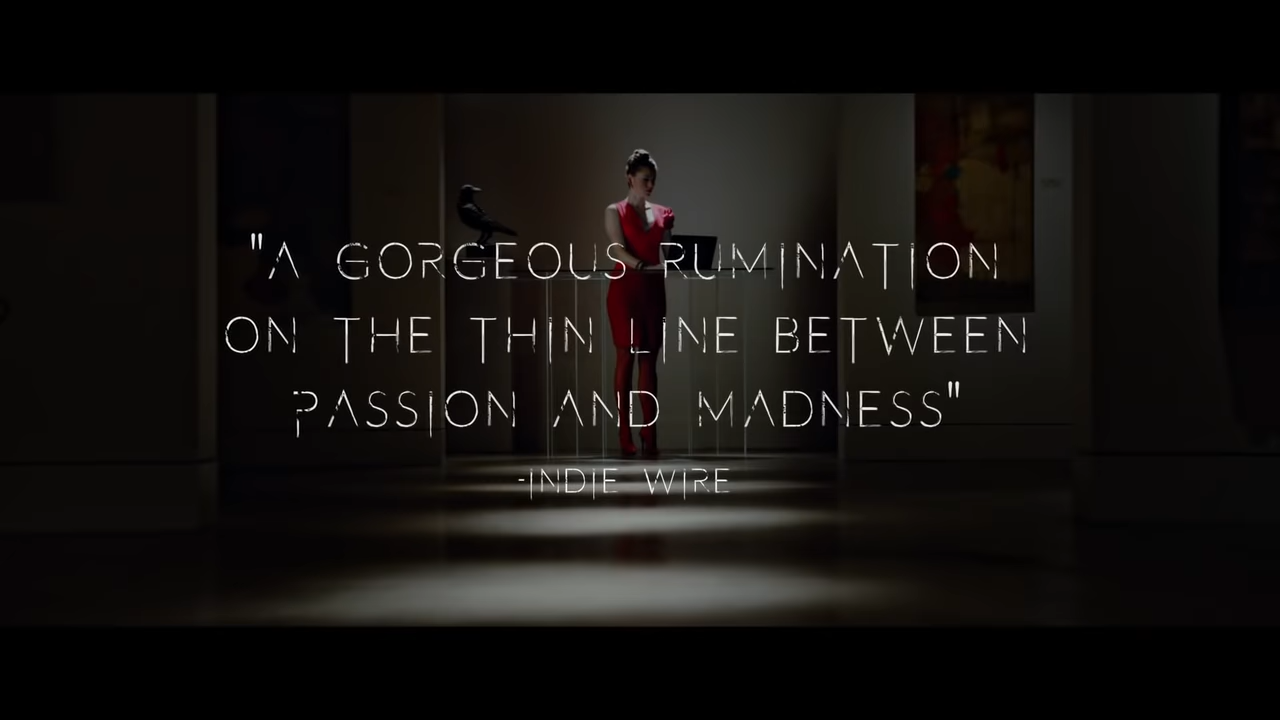 "A GORGEOUS RUMINATION
ON THE THIN LINE BETWEEN
PASSION AND MADNESS"
-INDIE WIRE